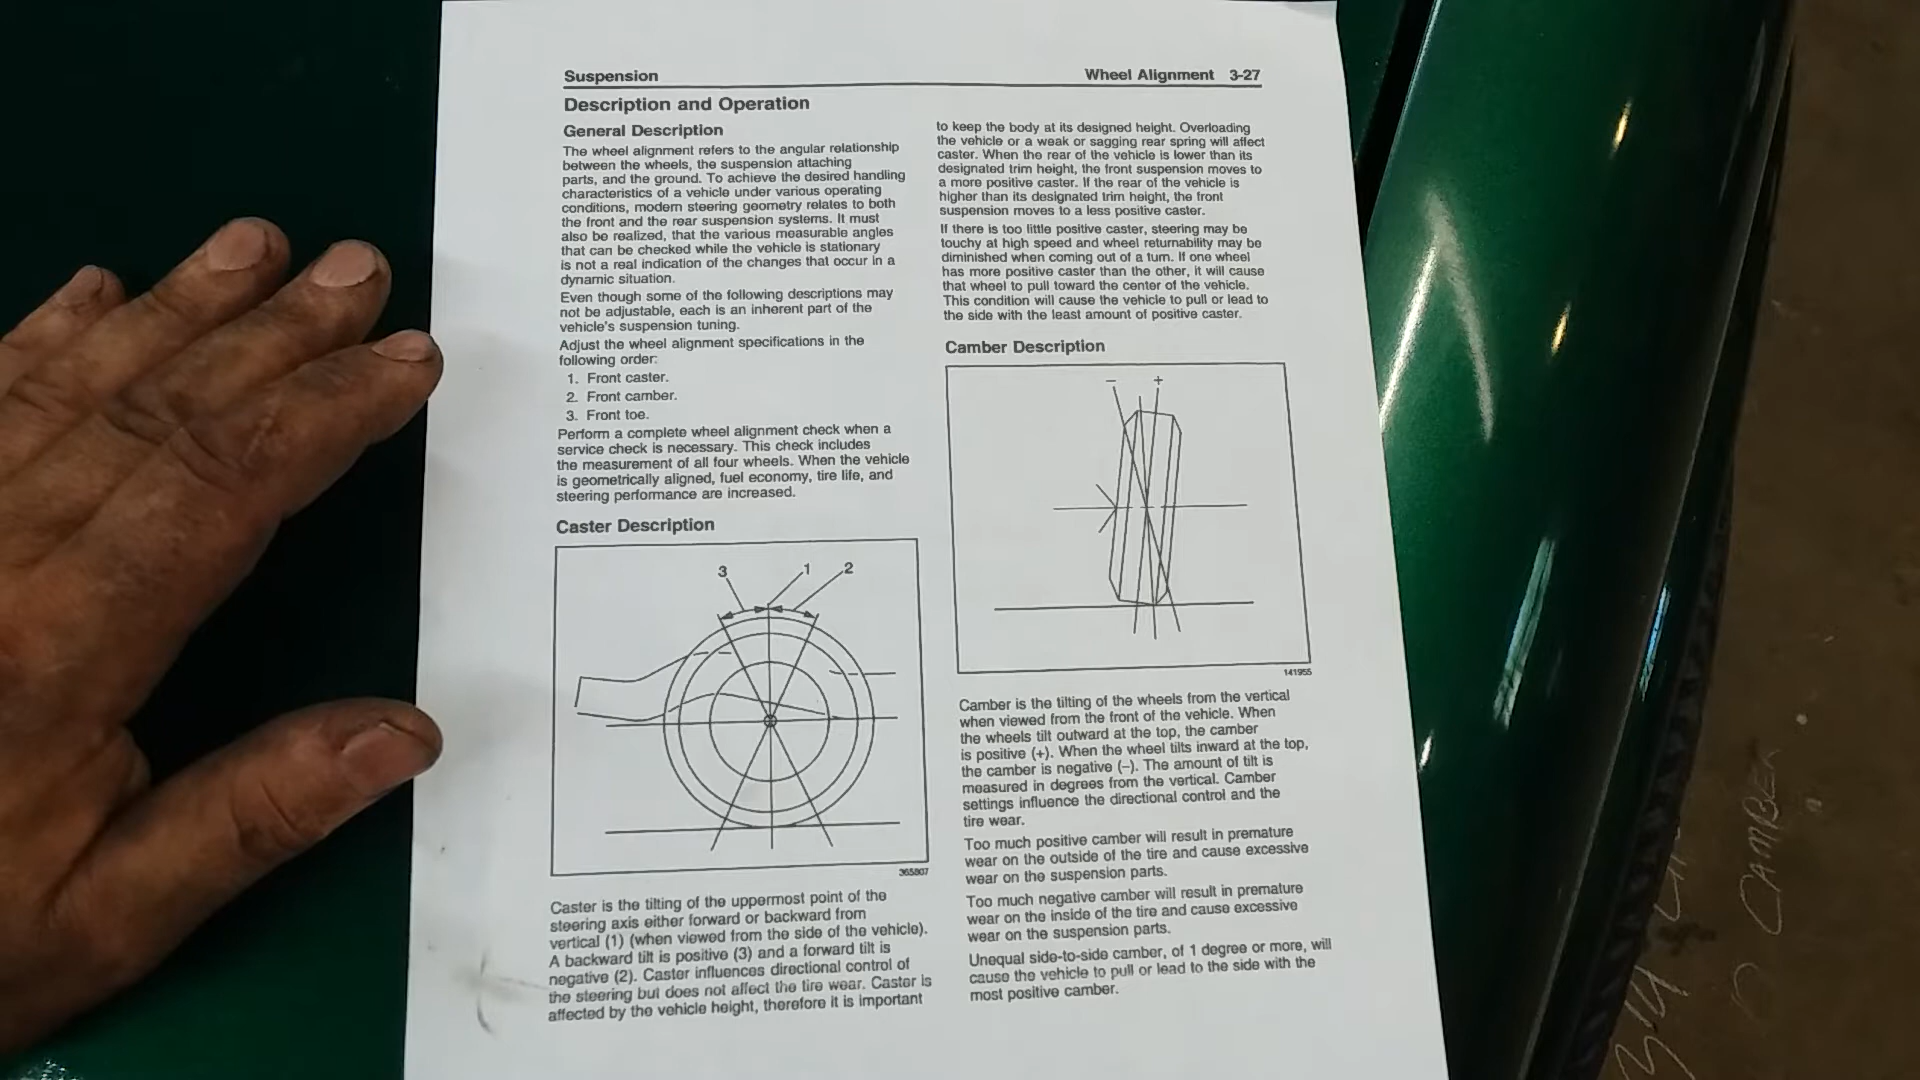 Suspension
Wheel Alignment 3-27
Description and Operation
General Description
The wheel alignment refers to the angular relationship
between the wheels, the suspension attaching
parts, and the ground. To achieve the desired handling
characteristics of a vehicle under various operating
conditions, modern steering geometry relates to both
the front and the rear suspension systems. It must
also be realized, that the various measurable angles
that can be checked while the vehicle is stationary
is not a real indication of the changes that occur in a
dynamic situation.
Even though some of the following descriptions may
not be adjustable, each is an inherent part of the
vehicle's suspension tuning.
Adjust the wheel alignment specifications in the
following order:
1. Front caster.
2. Front camber.
3. Front toe.
Perform a complete wheel alignment check when a
service check is necessary. This check includes
the measurement of all four wheels. When the vehicle
is geometrically aligned, fuel economy, tire life, and
steering performance are increased.
Caster Description
3
1
2
365807
Caster is the tilting of the uppermost point of the
steering axis either forward or backward from
vertical (1) (when viewed from the side of the vehicle).
A backward tilt is positive (3) and a forward tilt is
negative (2). Caster influences directional control of
the steering but does not affect the tire wear. Caster is
affected by the vehicle height, therefore it is important
to keep the body at its designed height. Overloading
the vehicle or a weak or sagging rear spring will affect
caster. When the rear of the vehicle is lower than its
designated trim height, the front suspension moves to
a more positive caster. If the rear of the vehicle is
higher than its designated trim height, the front
suspension moves to a less positive caster.
If there is too little positive caster, steering may be
touchy at high speed and wheel returnability may be
diminished when coming out of a turn. If one wheel
has more positive caster than the other, it will cause
that wheel to pull toward the center of the vehicle.
This condition will cause the vehicle to pull or lead to
the side with the least amount of positive caster.
Camber Description
– +
141955
Camber is the tilting of the wheels from the vertical
when viewed from the front of the vehicle. When
the wheels tilt outward at the top, the camber
is positive (+). When the wheel tilts inward at the top,
the camber is negative (–). The amount of tilt is
measured in degrees from the vertical. Camber
settings influence the directional control and the
tire wear.
Too much positive camber will result in premature
wear on the outside of the tire and cause excessive
wear on the suspension parts.
Too much negative camber will result in premature
wear on the inside of the tire and cause excessive
wear on the suspension parts.
Unequal side-to-side camber, of 1 degree or more, will
cause the vehicle to pull or lead to the side with the
most positive camber.
CAMBER